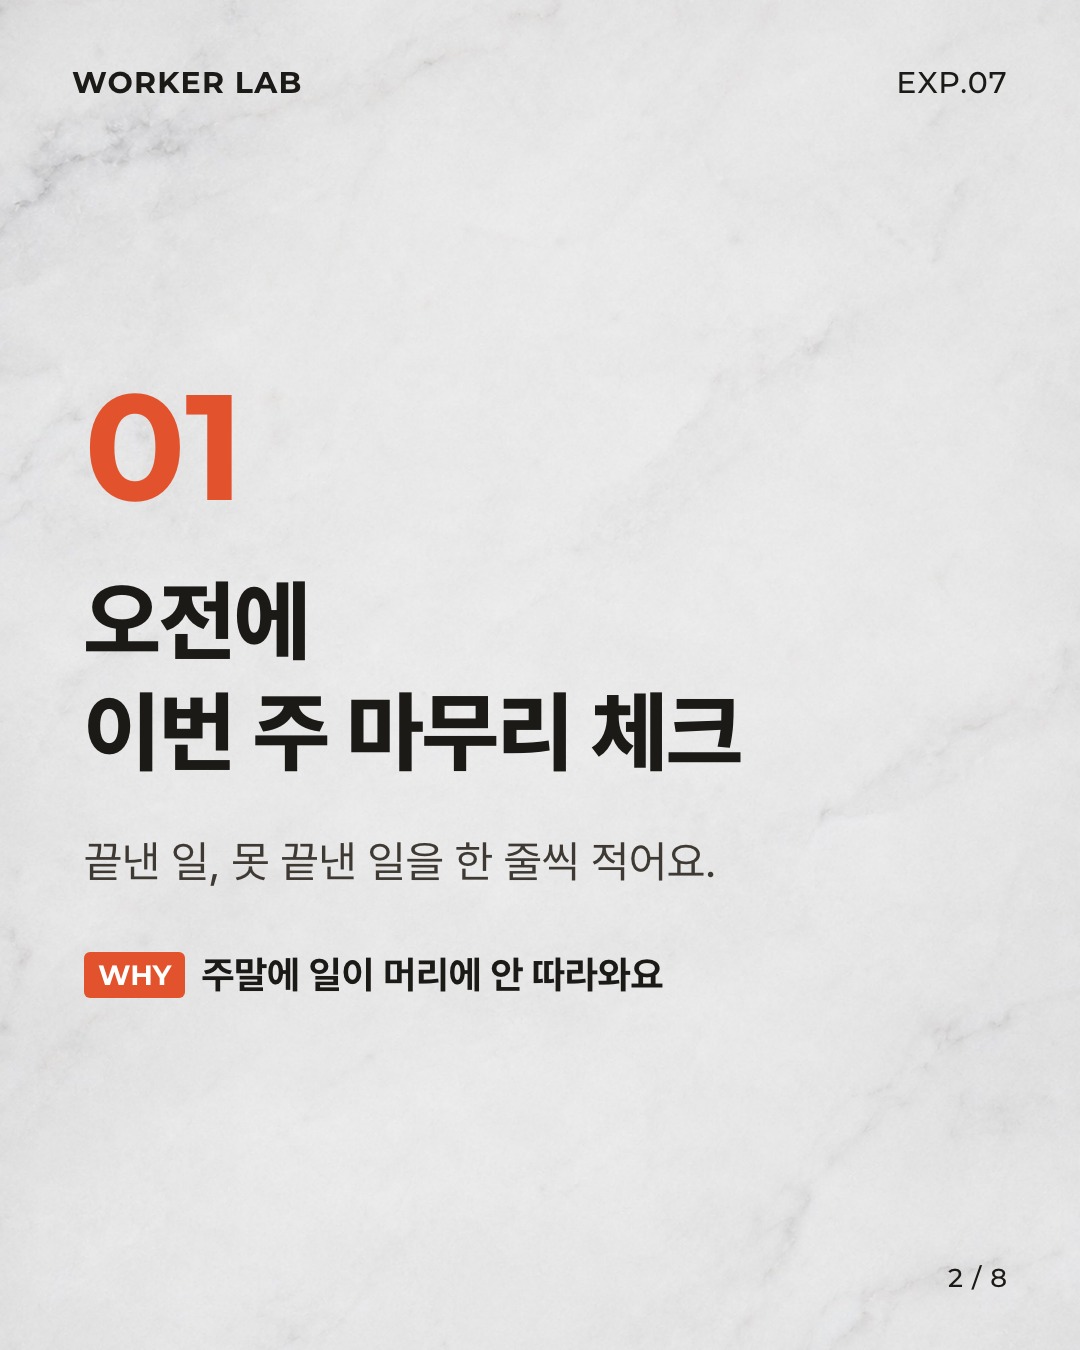 WORKER LAB
EXP.07
01
오전에
이번 주 마무리 체크
끝낸 일, 못 끝낸 일을 한 줄씩 적어요.
WHY 주말에 일이 머리에 안 따라와요
2 / 8